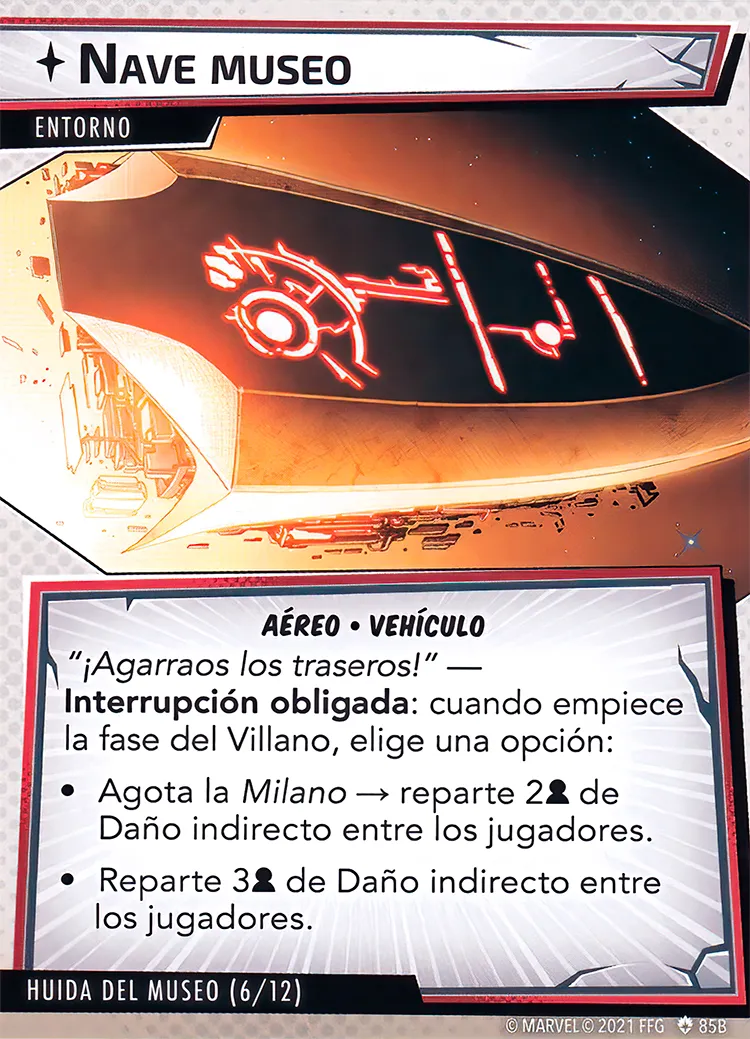 NAVE MUSEO
ENTORNO
AÉREO • VEHÍCULO
“¡Agarraos los traseros!” —
Interrupción obligada: cuando empiece
la fase del Villano, elige una opción:
• Agota la Milano → reparte 2 de
Daño indirecto entre los jugadores.
• Reparte 3 de Daño indirecto entre
los jugadores.
HUIDA DEL MUSEO (6/12)
© MARVEL © 2021 FFG 85B